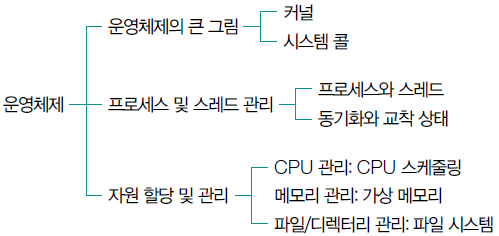 운영체제
운영체제의 큰 그림
커널
시스템 콜
프로세스 및 스레드 관리
프로세스와 스레드
동기화와 교착 상태
자원 할당 및 관리
CPU 관리: CPU 스케줄링
메모리 관리: 가상 메모리
파일/디렉터리 관리: 파일 시스템